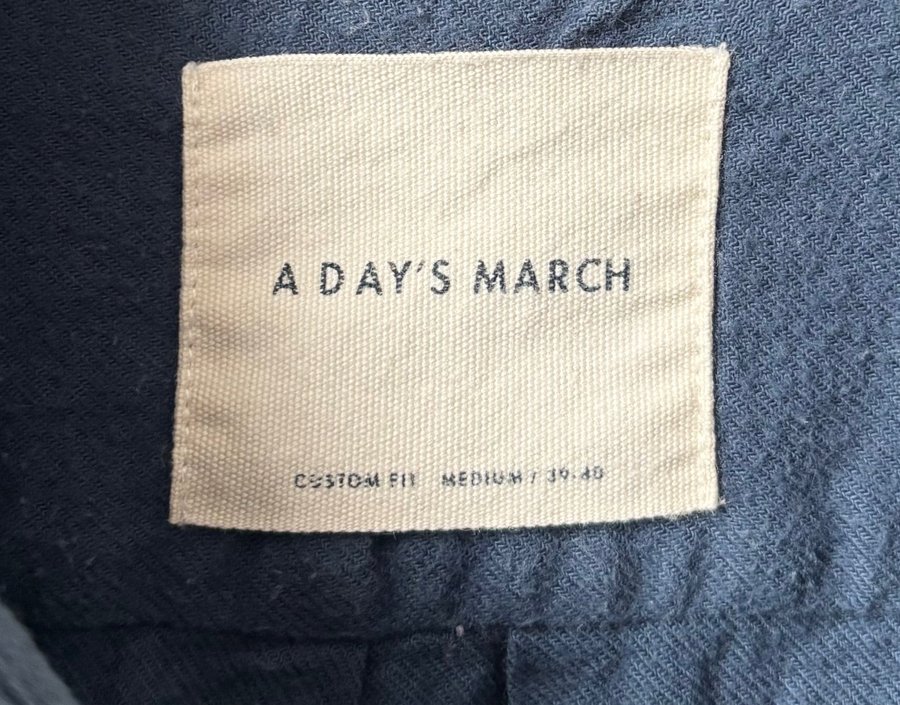 A DAY'S MARCH
CUSTOM FIT MEDIUM / 39-40